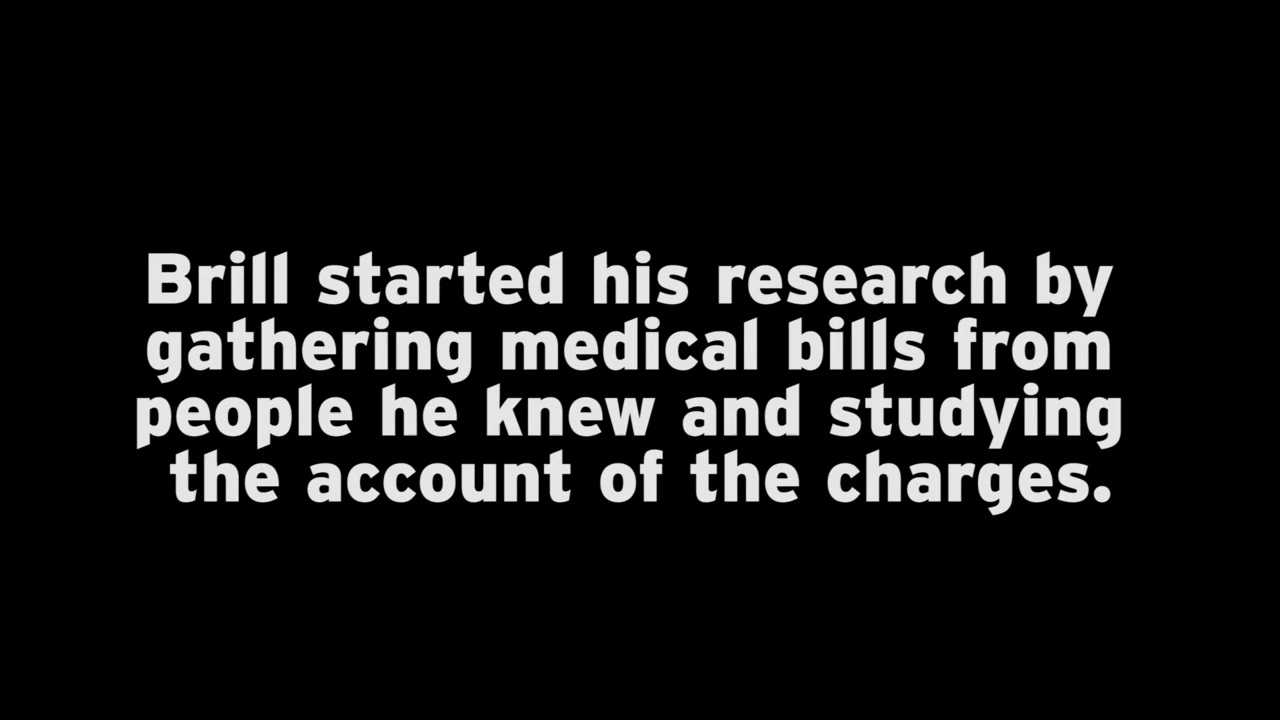 Brill started his research by
gathering medical bills from
people he knew and studying
the account of the charges.